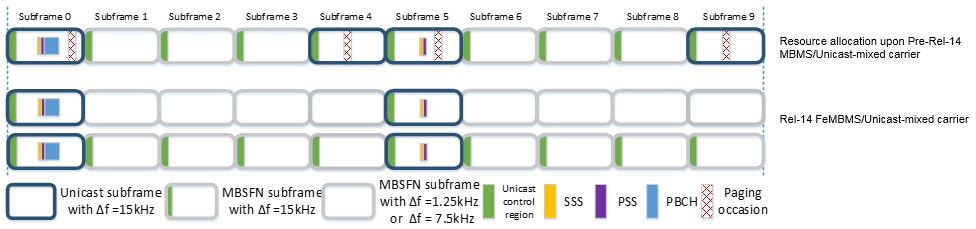 Subframe 0 Subframe 1 Subframe 2 Subframe 3 Subframe 4 Subframe 5 Subframe 6 Subframe 7 Subframe 8 Subframe 9
Resource allocation upon Pre-Rel-14
MBMS/Unicast-mixed carrier
Rel-14 FeMBMS/Unicast-mixed carrier
Unicast subframe
with Δf =15kHz
MBSFN subframe
with Δf =15kHz
MBSFN subframe
with Δf =1.25kHz
or Δf = 7.5kHz
Unicast
control
region
SSS
PSS
PBCH
Paging
occasion